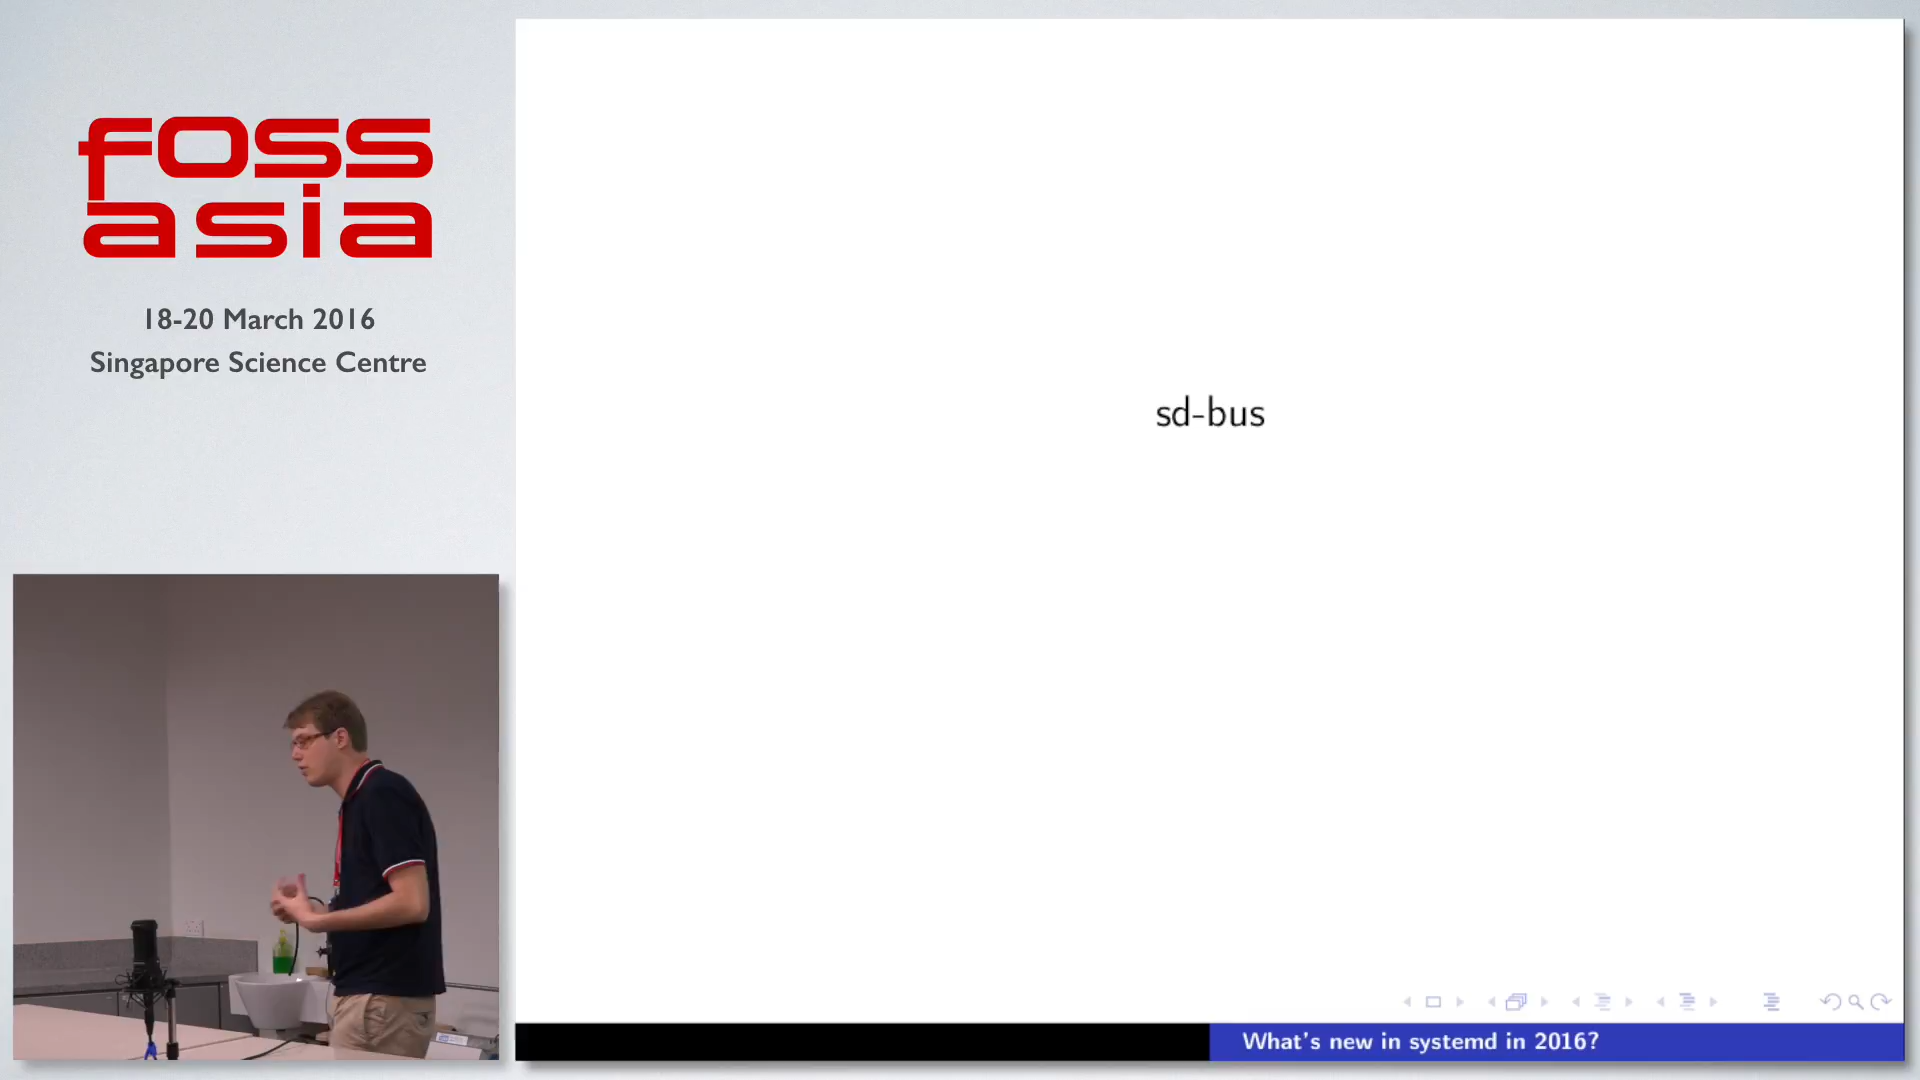 foss
asia
18-20 March 2016
Singapore Science Centre
sd-bus
What's new in systemd in 2016?